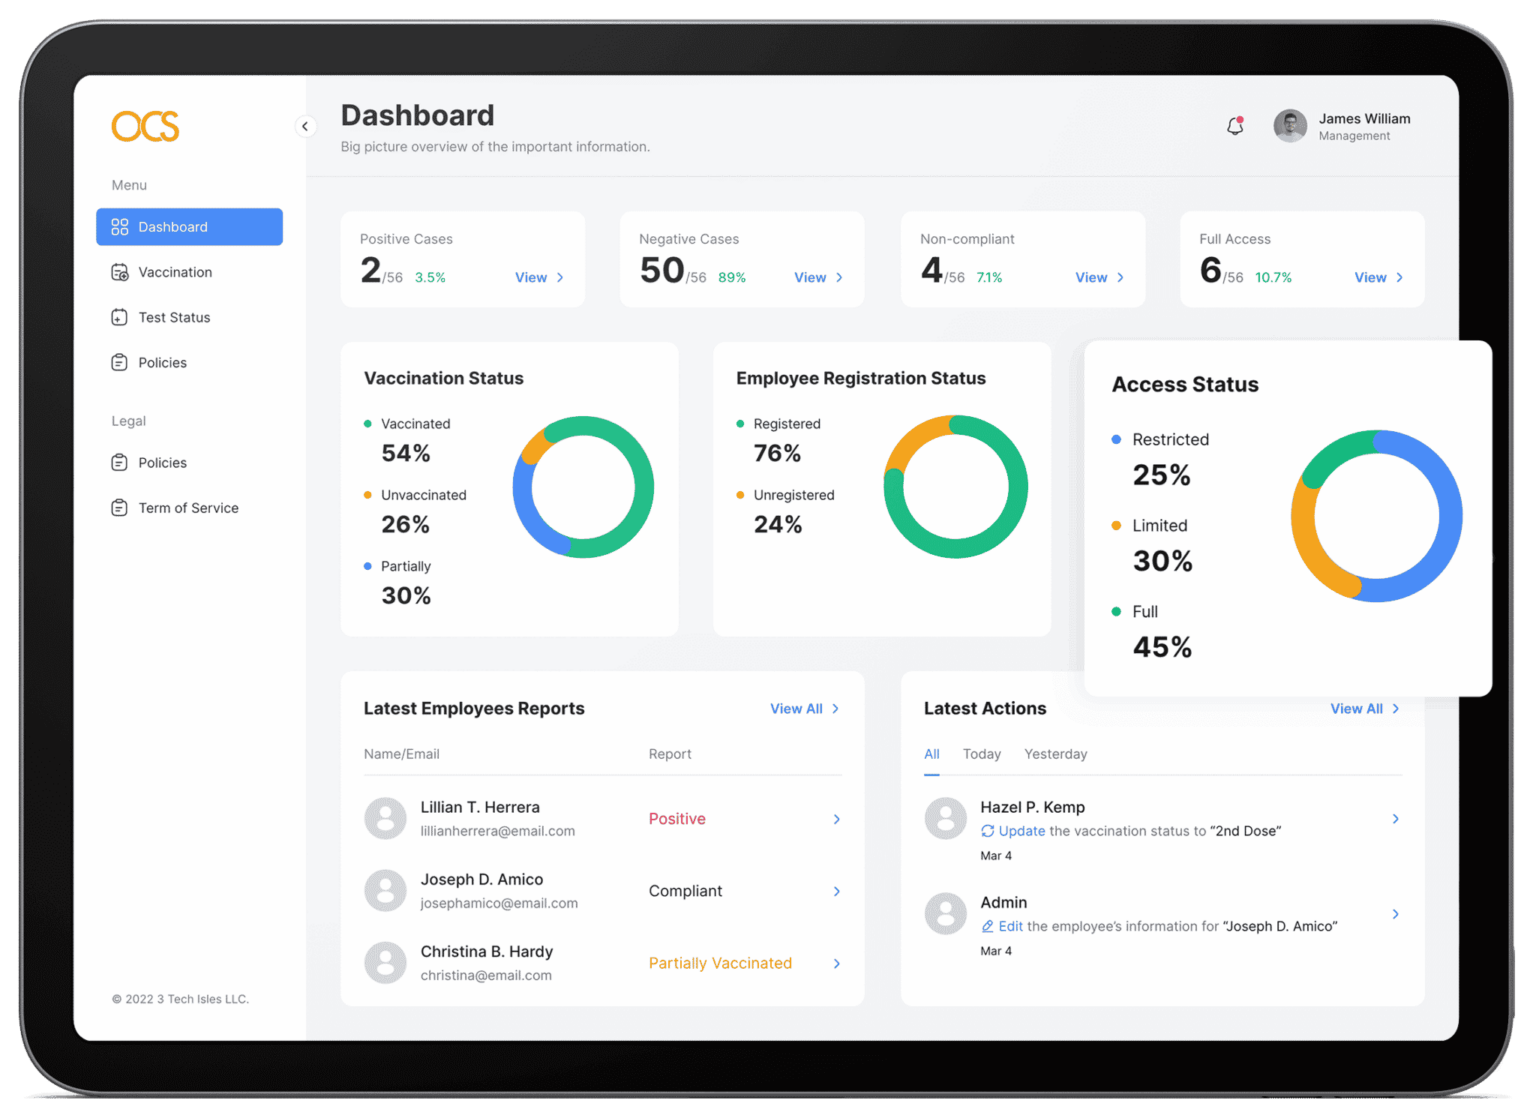 OCS
Menu
Dashboard
Vaccination
Test Status
Policies
Legal
Policies
Term of Service
© 2022 3 Tech Isles LLC.
Dashboard
Big picture overview of the important information.
James William
Management
Positive Cases
2/56 3.5% View
Negative Cases
50/56 89% View
Non-compliant
4/56 7.1% View
Full Access
6/56 10.7% View
Vaccination Status
Vaccinated
54%
Unvaccinated
26%
Partially
30%
Employee Registration Status
Registered
76%
Unregistered
24%
Access Status
Restricted
25%
Limited
30%
Full
45%
Latest Employees Reports View All
Name/Email Report
Lillian T. Herrera
lillianherrera@email.com
Positive
Joseph D. Amico
josephamico@email.com
Compliant
Christina B. Hardy
christina@email.com
Partially Vaccinated
Latest Actions View All
All Today Yesterday
Hazel P. Kemp
Update the vaccination status to “2nd Dose”
Mar 4
Admin
Edit the employee’s information for “Joseph D. Amico”
Mar 4